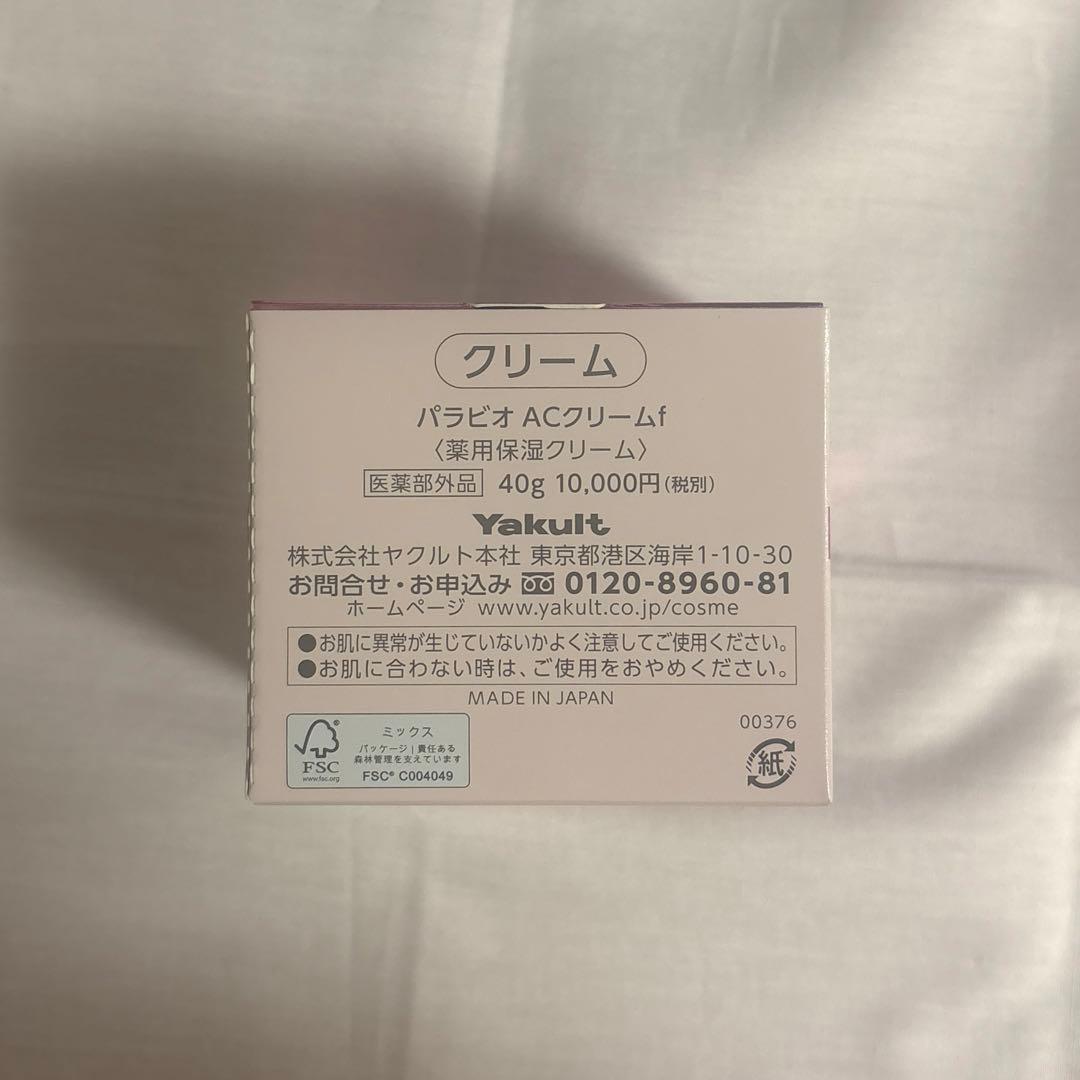 クリーム
パラビオ ACクリームf
〈薬用保湿クリーム〉
医薬部外品 40g 10,000円(税別)
Yakult
株式会社ヤクルト本社 東京都港区海岸1-10-30
お問合せ・お申込み 0120-8960-81
ホームページ www.yakult.co.jp/cosme
●お肌に異常が生じていないかよく注意してご使用ください。
●お肌に合わない時は、ご使用をおやめください。
MADE IN JAPAN
FSC
www.fsc.org
ミックス
パッケージ|責任ある
森林管理を支えています
FSC® C004049
00376
紙